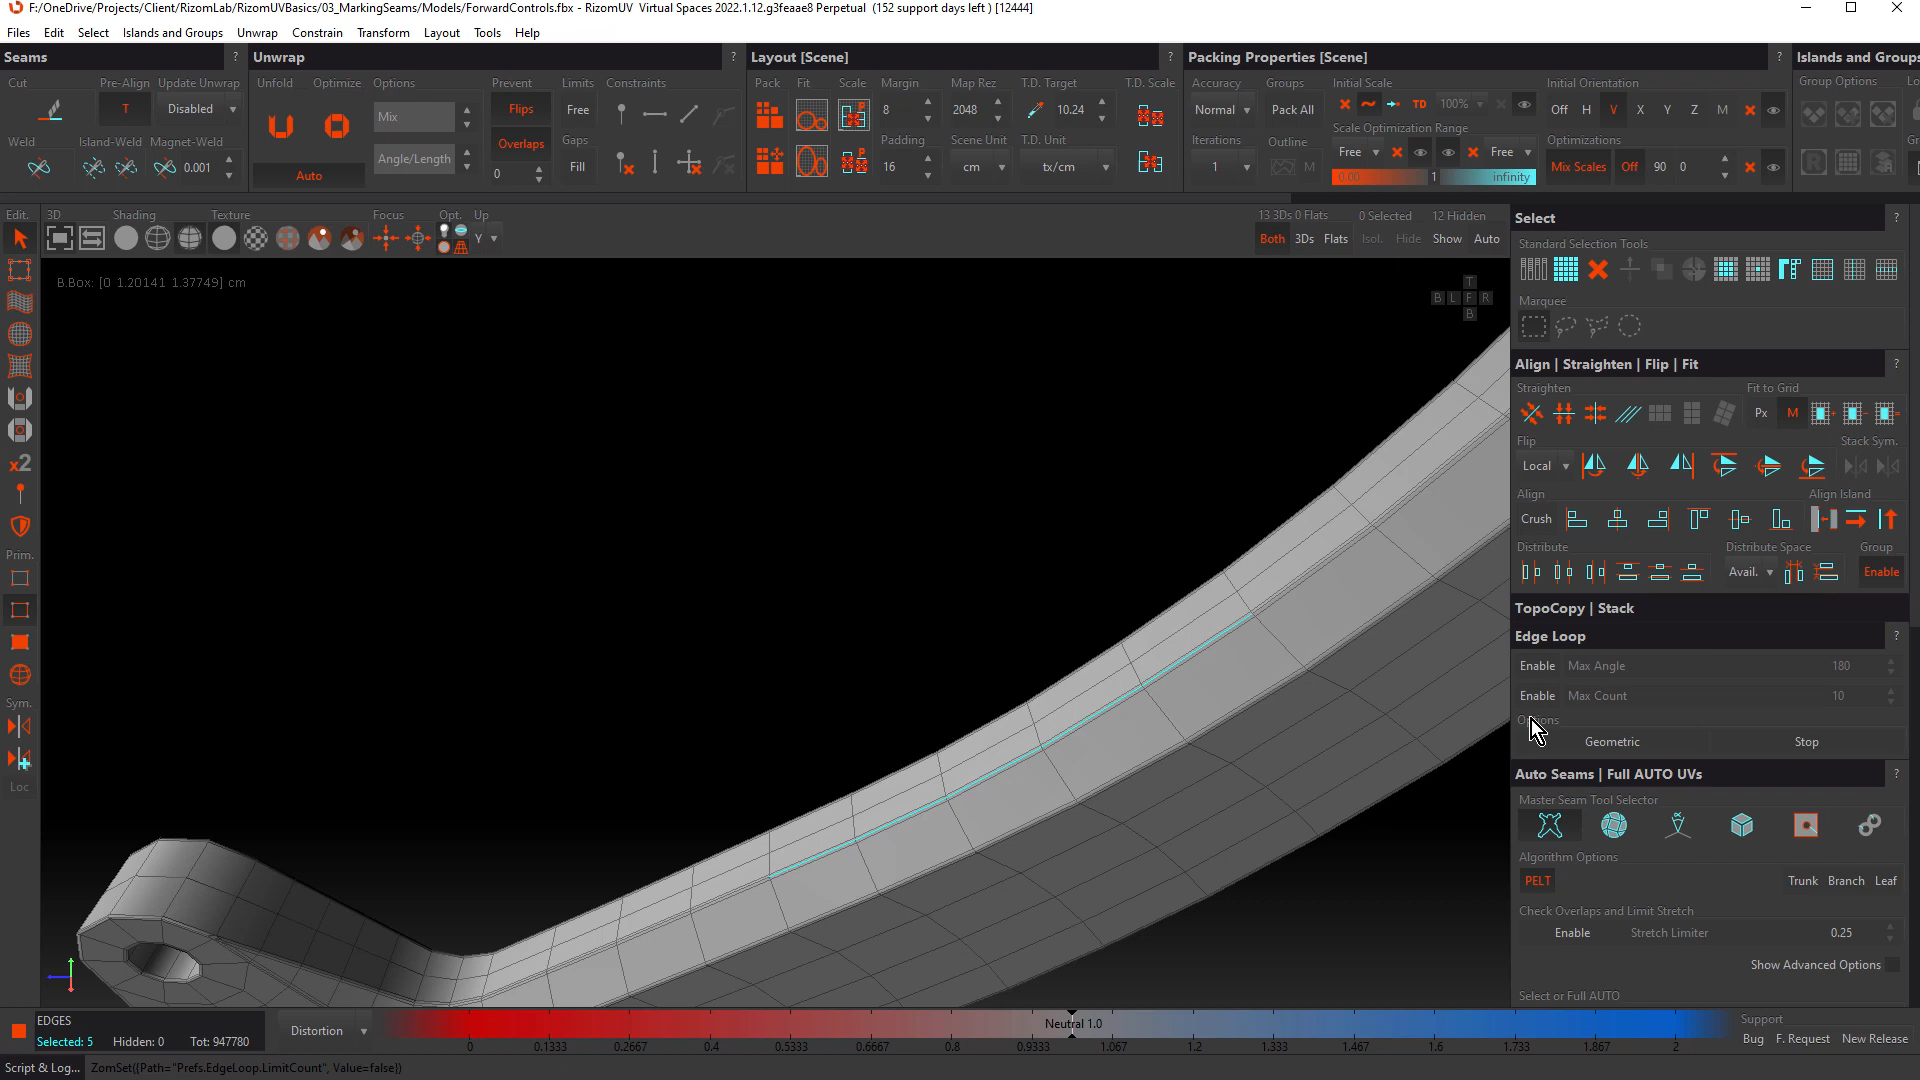 F:/OneDrive/Projects/Client/RizomLab/RizomUVBasics/03_MarkingSeams/Models/ForwardControls.fbx - RizomUV Virtual Spaces 2022.1.12.g3feaae8 Perpetual (152 support days left ) [12444]
Files Edit Select Islands and Groups Unwrap Constrain Transform Layout Tools Help
Seams ? Unwrap ? Layout [Scene] ? Packing Properties [Scene] ? Islands and Groups
Cut Pre-Align Update Unwrap Unfold Optimize Options Prevent Limits Constraints Pack Fit Scale Margin Map Rez T.D. Target T.D. Scale Accuracy Groups Initial Scale Initial Orientation Group Options
T Disabled Mix Flips Free 8 2048 10.24 Normal Pack All TD 100% Off H V X Y Z M
Weld Island-Weld Magnet-Weld Gaps Padding Scene Unit T.D. Unit Iterations Outline Scale Optimization Range Optimizations
0.001 Angle/Length Overlaps Fill 16 cm tx/cm 1 M Free Free Mix Scales Off 90 0
Auto 0 0.00 1 infinity
Edit. 3D Shading Texture Focus Opt. Up 13 3Ds 0 Flats 0 Selected 12 Hidden
Y Both 3Ds Flats Isol. Hide Show Auto
B.Box: [0 1.20141 1.37749] cm
T
B L F R
B
x2
Prim.
Sym.
Loc
Select ?
Standard Selection Tools
Marquee
Align | Straighten | Flip | Fit ?
Straighten Fit to Grid
Px M
Flip Stack Sym.
Local
Align Align Island
Crush
Distribute Distribute Space Group
Avail. Enable
TopoCopy | Stack
Edge Loop ?
Enable Max Angle 180
Enable Max Count 10
Geometric Stop
Auto Seams | Full AUTO UVs ?
Master Seam Tool Selector
Algorithm Options
PELT Trunk Branch Leaf
Check Overlaps and Limit Stretch
Enable Stretch Limiter 0.25
Show Advanced Options
Select or Full AUTO
EDGES
Selected: 5 Hidden: 0 Tot: 947780
Distortion
Neutral 1.0
0 0.1333 0.2667 0.4 0.5333 0.6667 0.8 0.9333 1.067 1.2 1.333 1.467 1.6 1.733 1.867 2
Support
Bug F. Request New Release
Script & Log... ZomSet({Path="Prefs.EdgeLoop.LimitCount", Value=false})